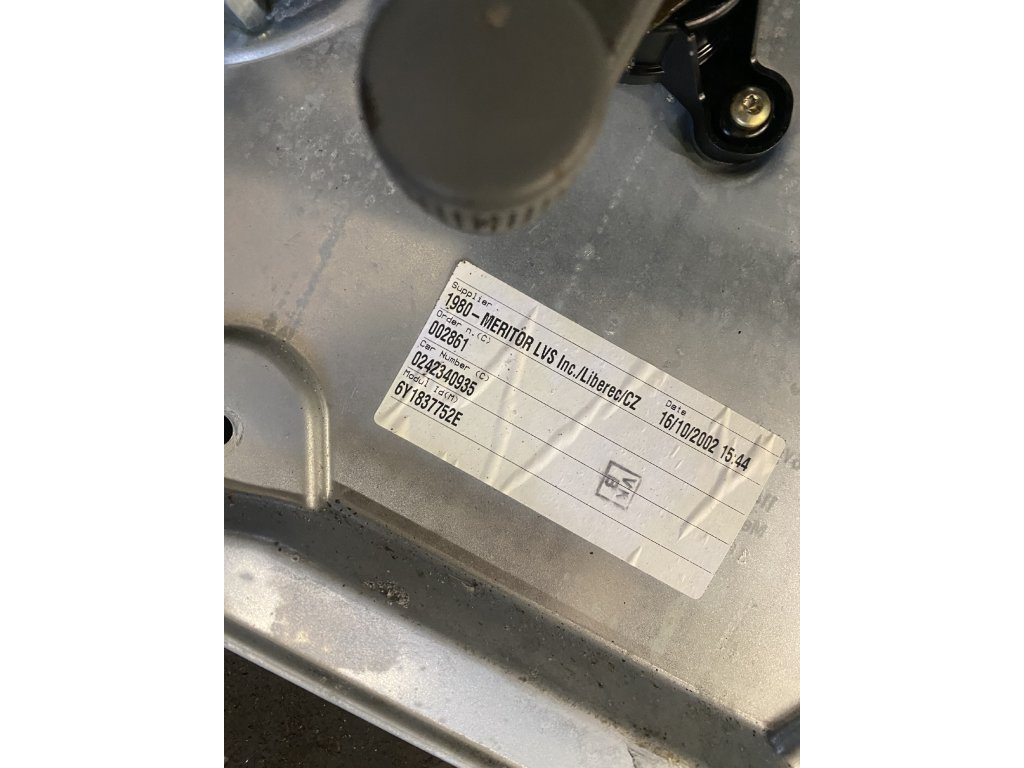 Supplier
1980-MERITOR LVS Inc./Liberec/CZ
Order n.(C)
002861
Date
16/10/2002 15:44
Car Number (C)
0242340935
Modul Id(M)
6Y1837752E
VK
B